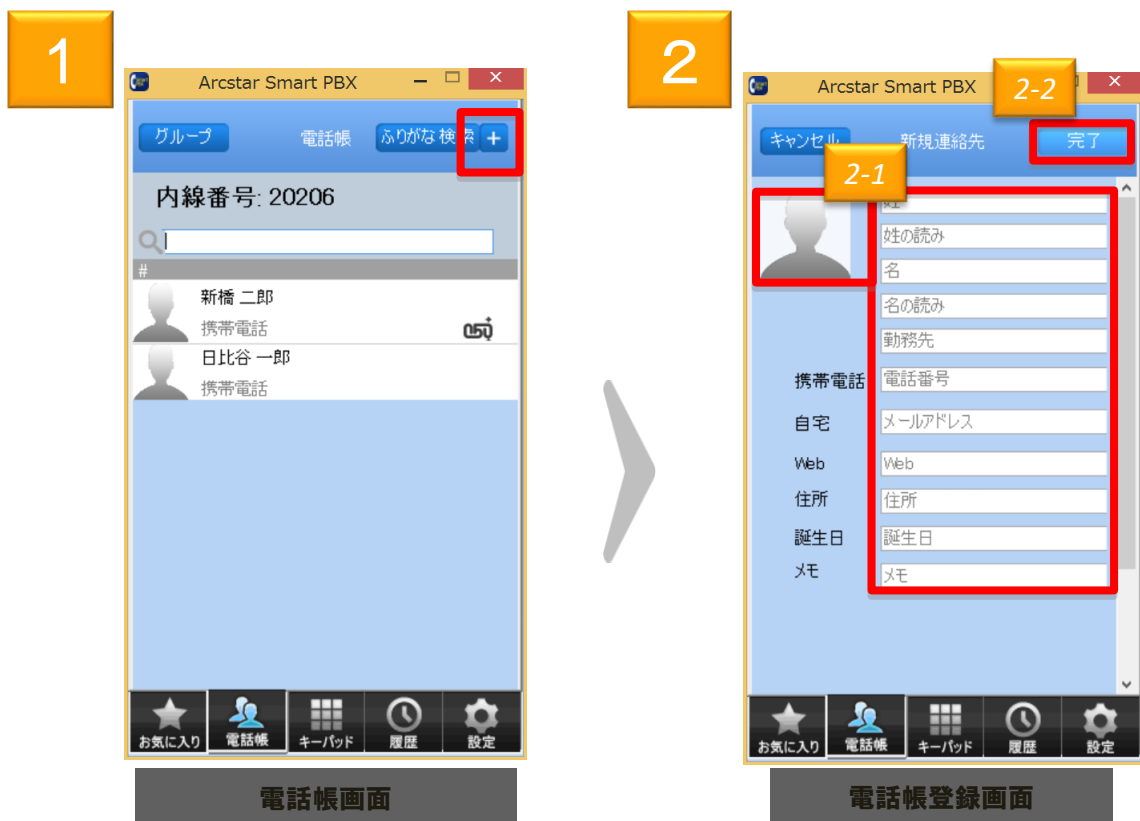 1
Arcstar Smart PBX
グループ 電話帳 ふりがな検索 +
内線番号: 20206
#
新橋 二郎
携帯電話
050+
日比谷 一郎
携帯電話
お気に入り 電話帳 キーパッド 履歴 設定
電話帳画面
2
Arcstar Smart PBX
2-2
キャンセル 新規連絡先 完了
2-1
姓
姓の読み
名
名の読み
勤務先
携帯電話 電話番号
自宅 メールアドレス
Web Web
住所 住所
誕生日 誕生日
メモ メモ
お気に入り 電話帳 キーパッド 履歴 設定
電話帳登録画面